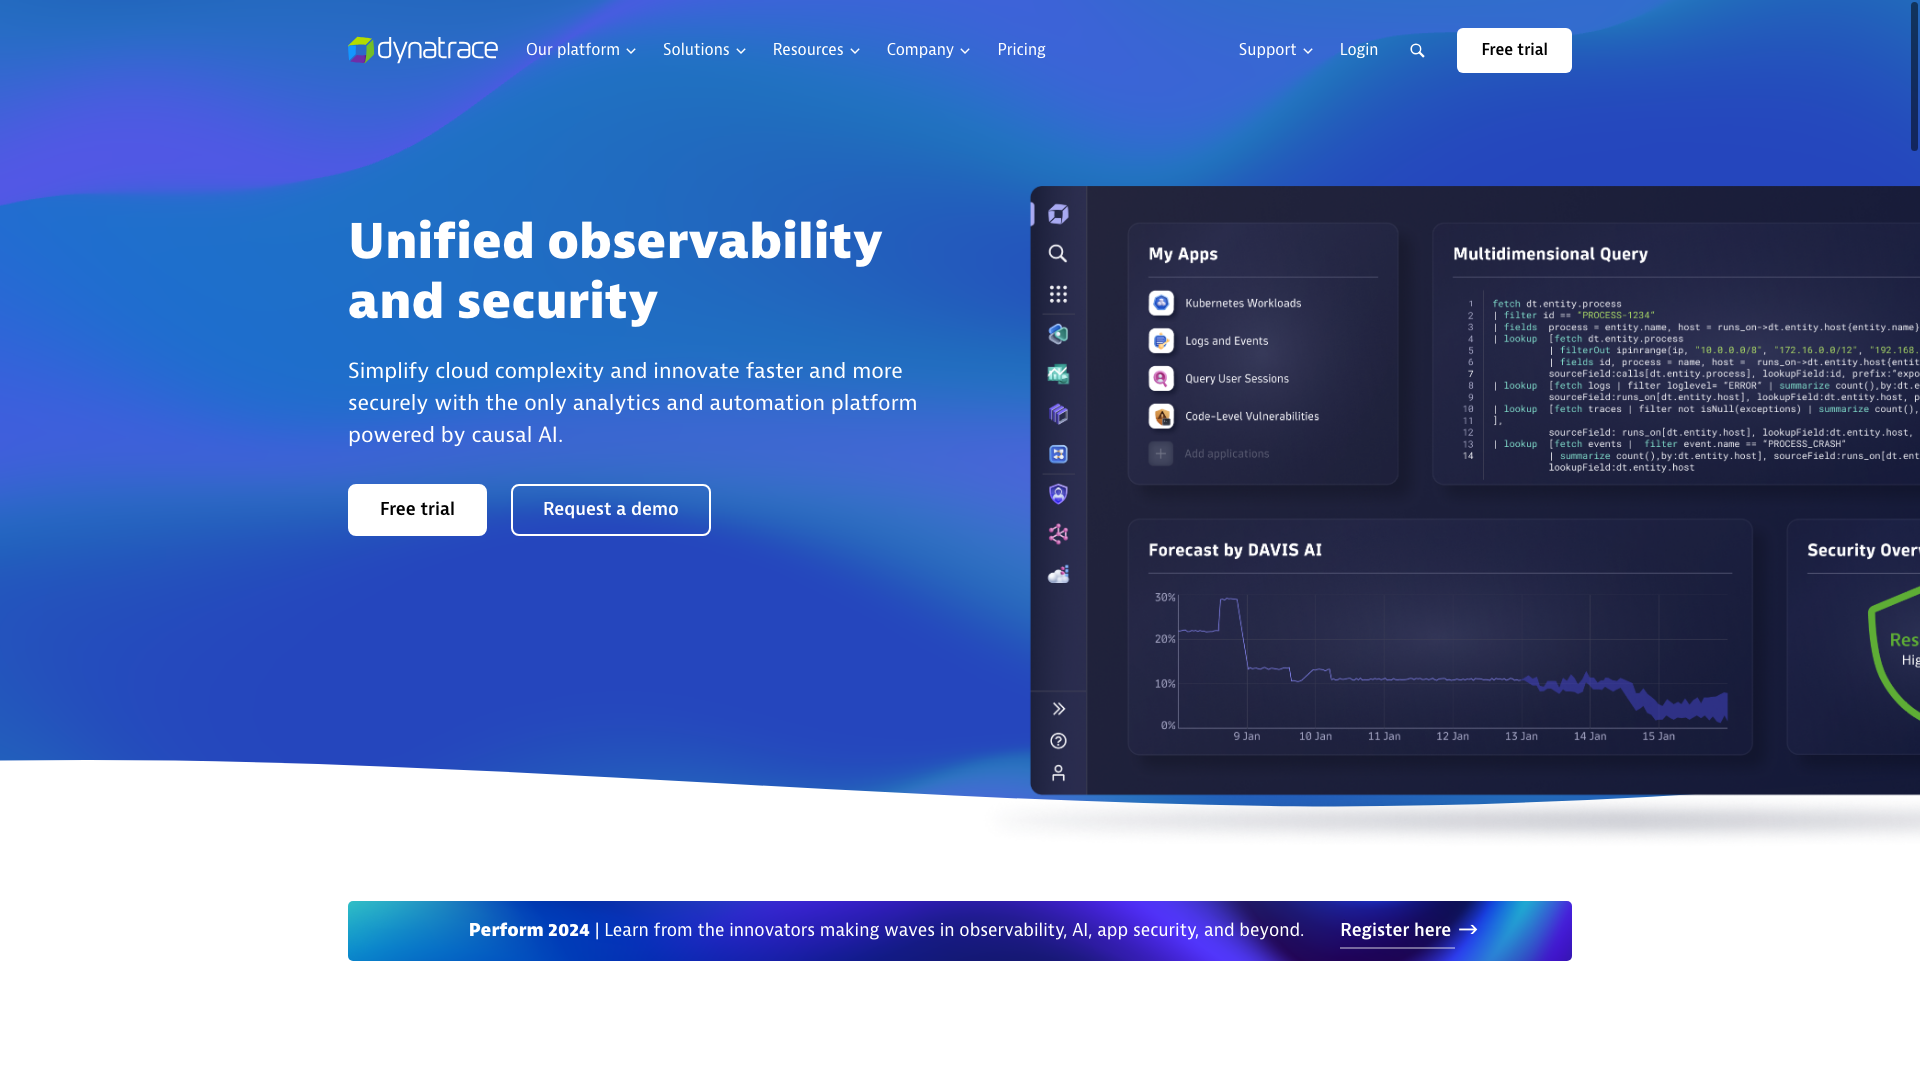 dynatrace
Our platform
Solutions
Resources
Company
Pricing
Support
Login
Free trial
Unified observability
and security
Simplify cloud complexity and innovate faster and more
securely with the only analytics and automation platform
powered by causal AI.
Free trial
Request a demo
My Apps
Kubernetes Workloads
Logs and Events
Query User Sessions
Code-Level Vulnerabilities
Add applications
Multidimensional Query
1 fetch dt.entity.process
2 | filter id == "PROCESS-1234"
3 | fields process = entity.name, host = runs_on->dt.entity.host{entity.name}
4 | lookup [fetch dt.entity.process
5 | filterOut ipinrange(ip, "10.0.0.0/8", "172.16.0.0/12", "192.168.
6 | fields id, process = name, host = runs_on->dt.entity.host{entit
7 sourceField:calls[dt.entity.process], lookupField:id, prefix:"expo
8 | lookup [fetch logs | filter loglevel= "ERROR" | summarize count(),by:dt.e
9 sourceField:runs_on[dt.entity.host], lookupField:dt.entity.host, p
10 | lookup [fetch traces | filter not isNull(exceptions) | summarize count(),
11 ],
12 sourceField: runs_on[dt.entity.host], lookupField:dt.entity.host,
13 | lookup [fetch events | filter event.name == "PROCESS_CRASH"
14 | summarize count(),by:dt.entity.host], sourceField:runs_on[dt.ent
lookupField:dt.entity.host
Forecast by DAVIS AI
30%
20%
10%
0%
9 Jan 10 Jan 11 Jan 12 Jan 13 Jan 14 Jan 15 Jan
Security Over
Res
Hig
Perform 2024 | Learn from the innovators making waves in observability, AI, app security, and beyond.
Register here →